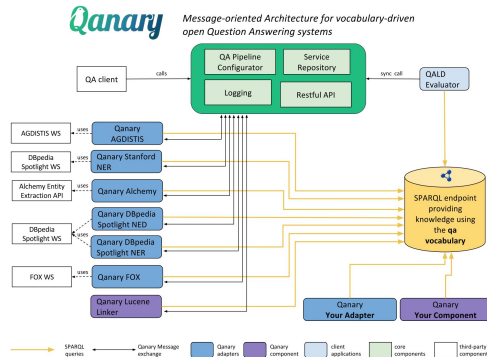 Qanary
Message-oriented Architecture for vocabulary-driven
open Question Answering systems
QA Pipeline
Configurator
Service
Repository
Logging
Restful API
QA client
calls
sync call
QALD
Evaluator
AGDISTIS WS
uses
Qanary
AGDISTIS
DBpedia
Spotlight WS
uses
Qanary Stanford
NER
Alchemy Entity
Extraction API
uses
Qanary Alchemy
DBpedia
Spotlight WS
uses
Qanary DBpedia
Spotlight NED
Qanary DBpedia
Spotlight NER
FOX WS
uses
Qanary FOX
Qanary Lucene
Linker
SPARQL endpoint
providing
knowledge using
the qa
vocabulary
Qanary
Your Adapter
Qanary
Your Component
SPARQL
queries
Qanary Message
exchange
Qanary
adapters
Qanary
component
client
applications
core
components
third-party
component